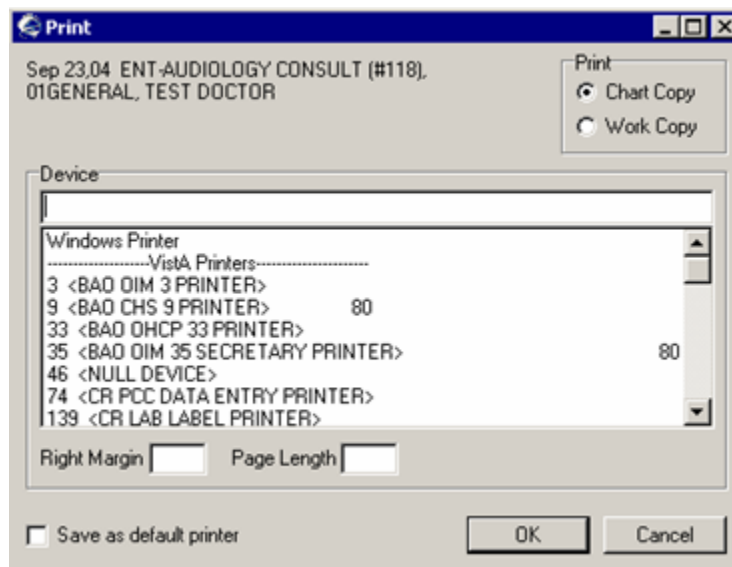 Print
Sep 23,04 ENT-AUDIOLOGY CONSULT (#118),
01GENERAL, TEST DOCTOR
Print
Chart Copy
Work Copy
Device
Windows Printer
----------------------VistA Printers------------------------
3 <BAO OIM 3 PRINTER>
9 <BAO CHS 9 PRINTER> 80
33 <BAO OHCP 33 PRINTER>
35 <BAO OIM 35 SECRETARY PRINTER> 80
46 <NULL DEVICE>
74 <CR PCC DATA ENTRY PRINTER>
139 <CR LAB LABEL PRINTER>
Right Margin Page Length
Save as default printer OK Cancel